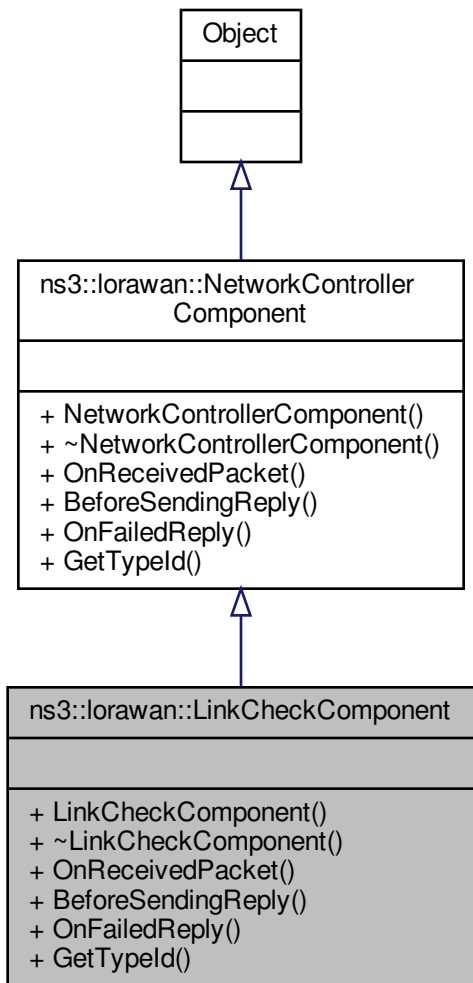 Object
ns3::lorawan::NetworkController
Component
+ NetworkControllerComponent()
+ ~NetworkControllerComponent()
+ OnReceivedPacket()
+ BeforeSendingReply()
+ OnFailedReply()
+ GetTypeId()
ns3::lorawan::LinkCheckComponent
+ LinkCheckComponent()
+ ~LinkCheckComponent()
+ OnReceivedPacket()
+ BeforeSendingReply()
+ OnFailedReply()
+ GetTypeId()